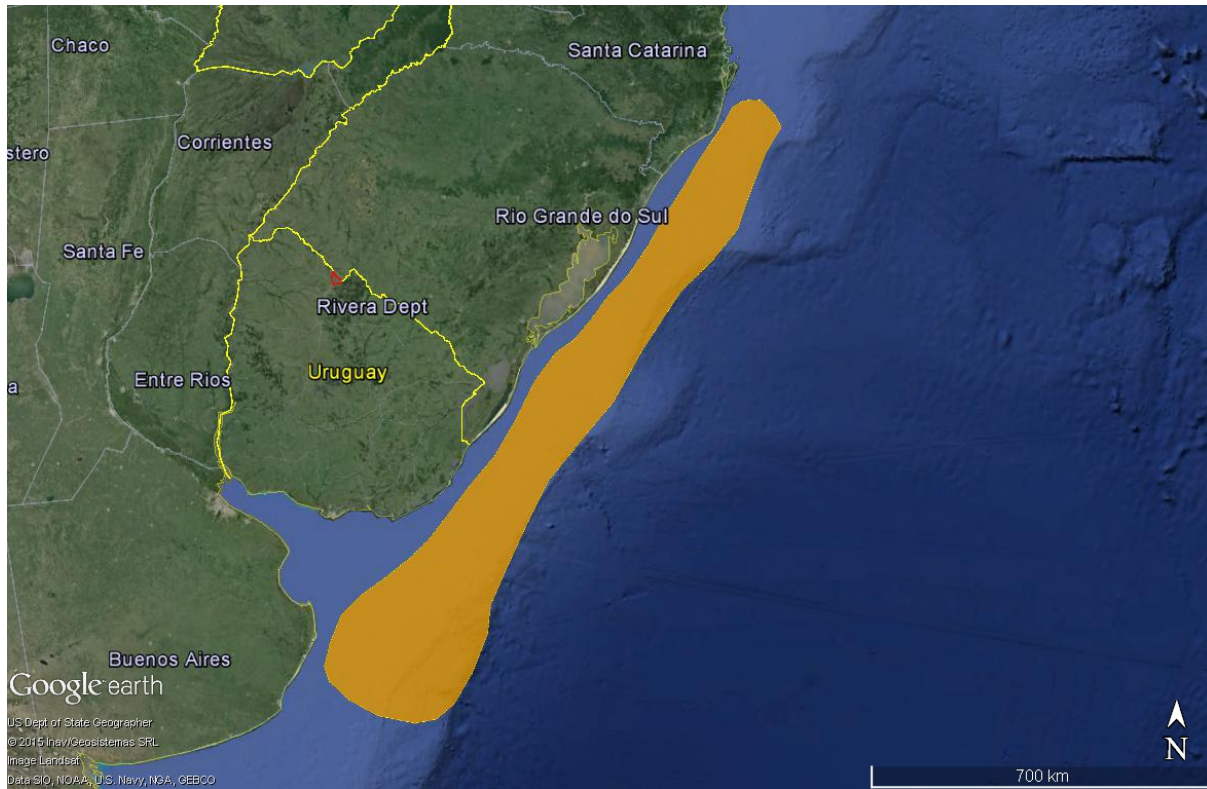 Chaco
Santa Catarina
Corrientes
stero
Rio Grande do Sul
Santa Fe
Rivera Dept
Uruguay
Entre Rios
a
Buenos Aires
Google earth
US Dept of State Geographer
© 2015 Inav/Geosistemas SRL
Image Landsat
Data SIO, NOAA, U.S. Navy, NGA, GEBCO
N
700 km